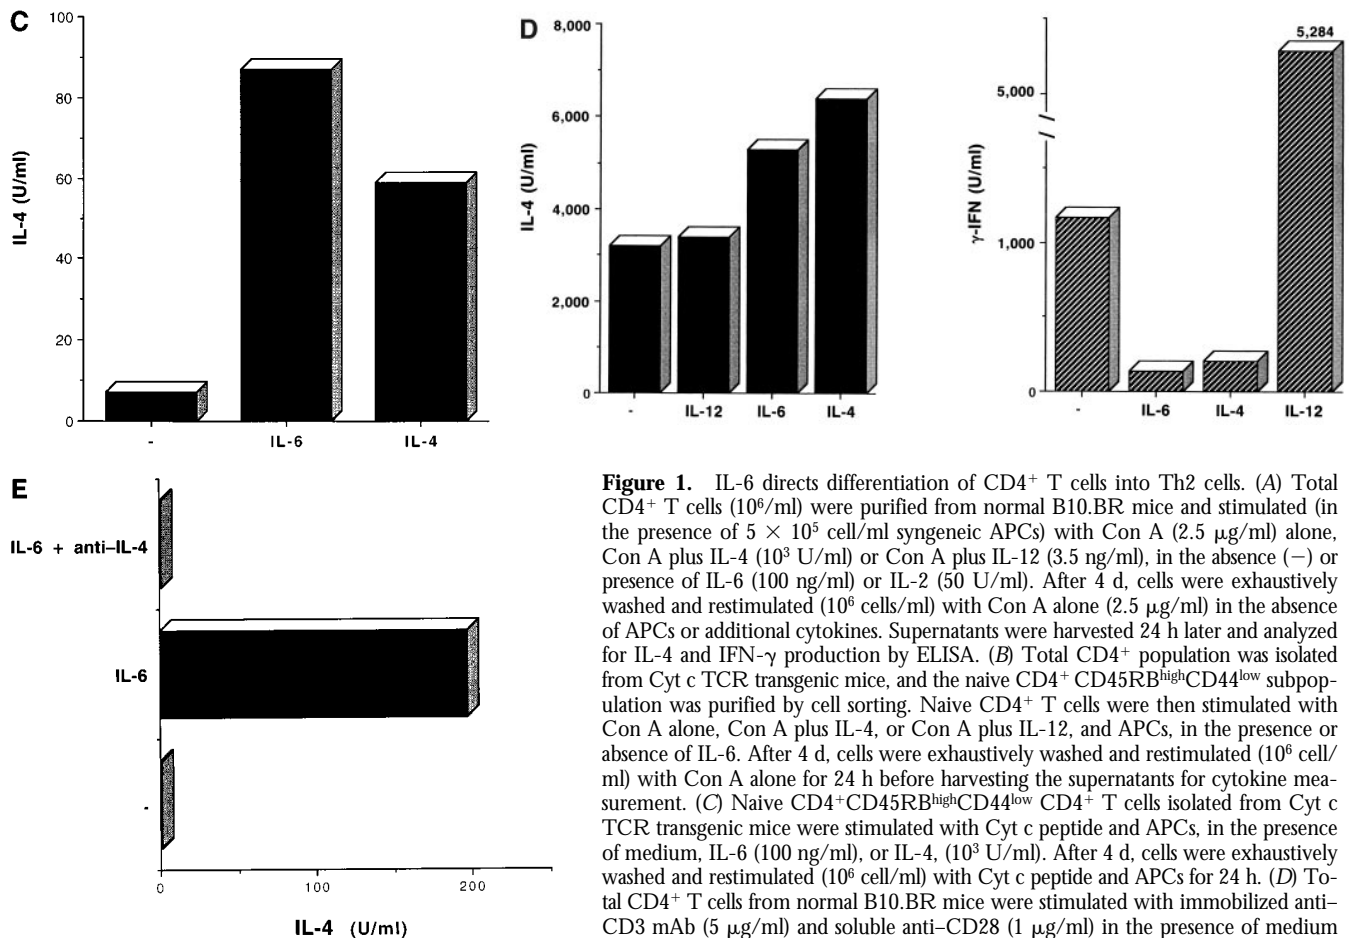 C
100
80
60
40
20
0
IL-4 (U/ml)
-
IL-6
IL-4
D
8,000
6,000
4,000
2,000
0
IL-4 (U/ml)
-
IL-12
IL-6
IL-4
5,284
5,000
1,000
0
γ-IFN (U/ml)
-
IL-6
IL-4
IL-12
E
IL-6 + anti–IL-4
IL-6
-
0
100
200
IL-4 (U/ml)
Figure 1. IL-6 directs differentiation of CD4⁺ T cells into Th2 cells. (A) Total
CD4⁺ T cells (10⁶/ml) were purified from normal B10.BR mice and stimulated (in
the presence of 5 × 10⁵ cell/ml syngeneic APCs) with Con A (2.5 μg/ml) alone,
Con A plus IL-4 (10³ U/ml) or Con A plus IL-12 (3.5 ng/ml), in the absence (−) or
presence of IL-6 (100 ng/ml) or IL-2 (50 U/ml). After 4 d, cells were exhaustively
washed and restimulated (10⁶ cells/ml) with Con A alone (2.5 μg/ml) in the absence
of APCs or additional cytokines. Supernatants were harvested 24 h later and analyzed
for IL-4 and IFN-γ production by ELISA. (B) Total CD4⁺ population was isolated
from Cyt c TCR transgenic mice, and the naive CD4⁺ CD45RBʰⁱᵍʰCD44ˡᵒʷ subpop-
ulation was purified by cell sorting. Naive CD4⁺ T cells were then stimulated with
Con A alone, Con A plus IL-4, or Con A plus IL-12, and APCs, in the presence or
absence of IL-6. After 4 d, cells were exhaustively washed and restimulated (10⁶ cell/
ml) with Con A alone for 24 h before harvesting the supernatants for cytokine mea-
surement. (C) Naive CD4⁺CD45RBʰⁱᵍʰCD44ˡᵒʷ CD4⁺ T cells isolated from Cyt c
TCR transgenic mice were stimulated with Cyt c peptide and APCs, in the presence
of medium, IL-6 (100 ng/ml), or IL-4, (10³ U/ml). After 4 d, cells were exhaustively
washed and restimulated (10⁶ cell/ml) with Cyt c peptide and APCs for 24 h. (D) To-
tal CD4⁺ T cells from normal B10.BR mice were stimulated with immobilized anti–
CD3 mAb (5 μg/ml) and soluble anti–CD28 (1 μg/ml) in the presence of medium